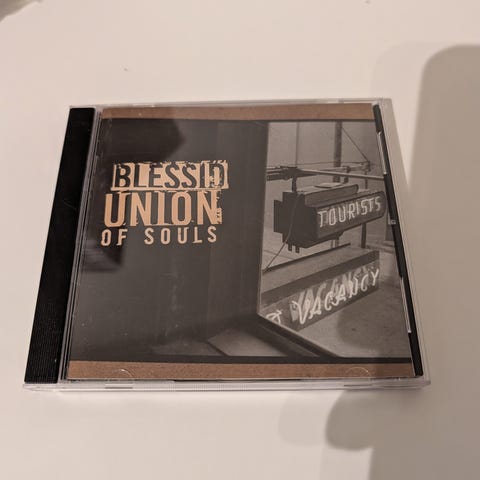 BLESSID
UNION
OF SOULS
TOURISTS
VACANCY